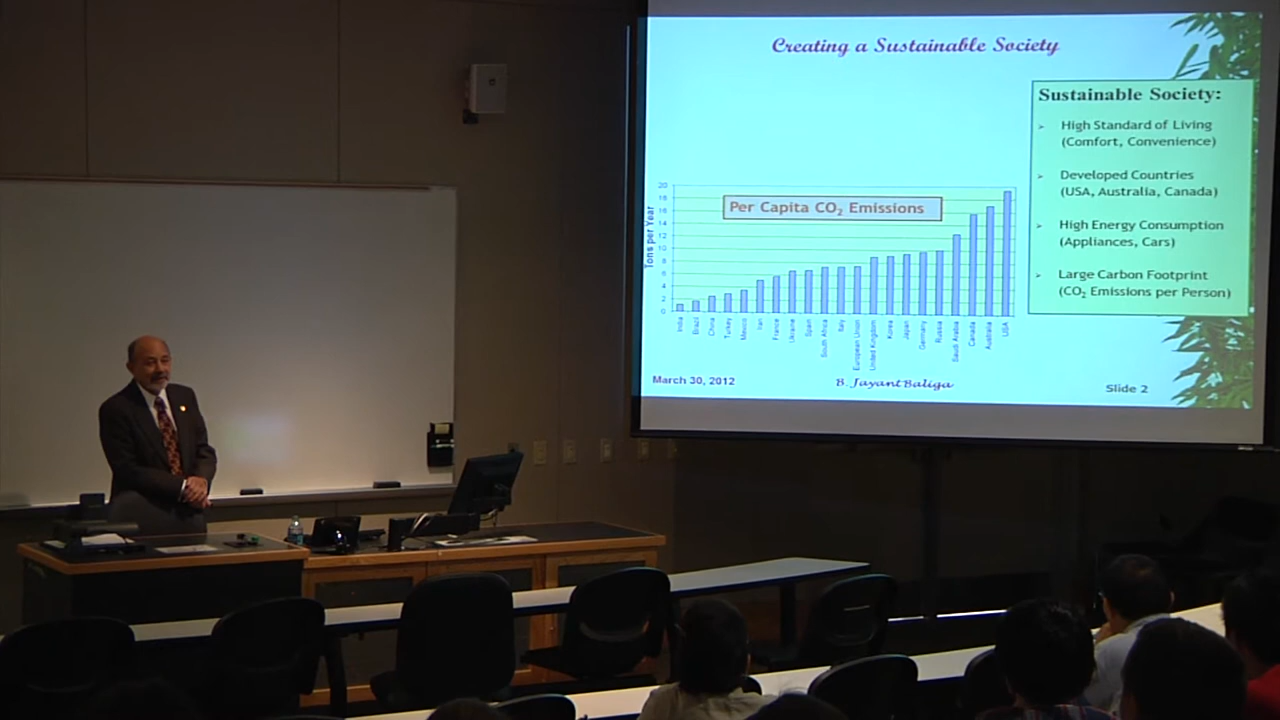 Creating a Sustainable Society
Sustainable Society:
High Standard of Living
(Comfort, Convenience)
Developed Countries
(USA, Australia, Canada)
High Energy Consumption
(Appliances, Cars)
Large Carbon Footprint
(CO₂ Emissions per Person)
Per Capita CO₂ Emissions
Tons per Year
20
18
16
14
12
10
8
6
4
2
0
India
Brazil
China
Turkey
Mexico
Iran
France
Ukraine
Spain
South Africa
Italy
European Union
United Kingdom
Korea
Japan
Germany
Russia
Saudi Arabia
Canada
Australia
USA
March 30, 2012
B. Jayant Baliga
Slide 2